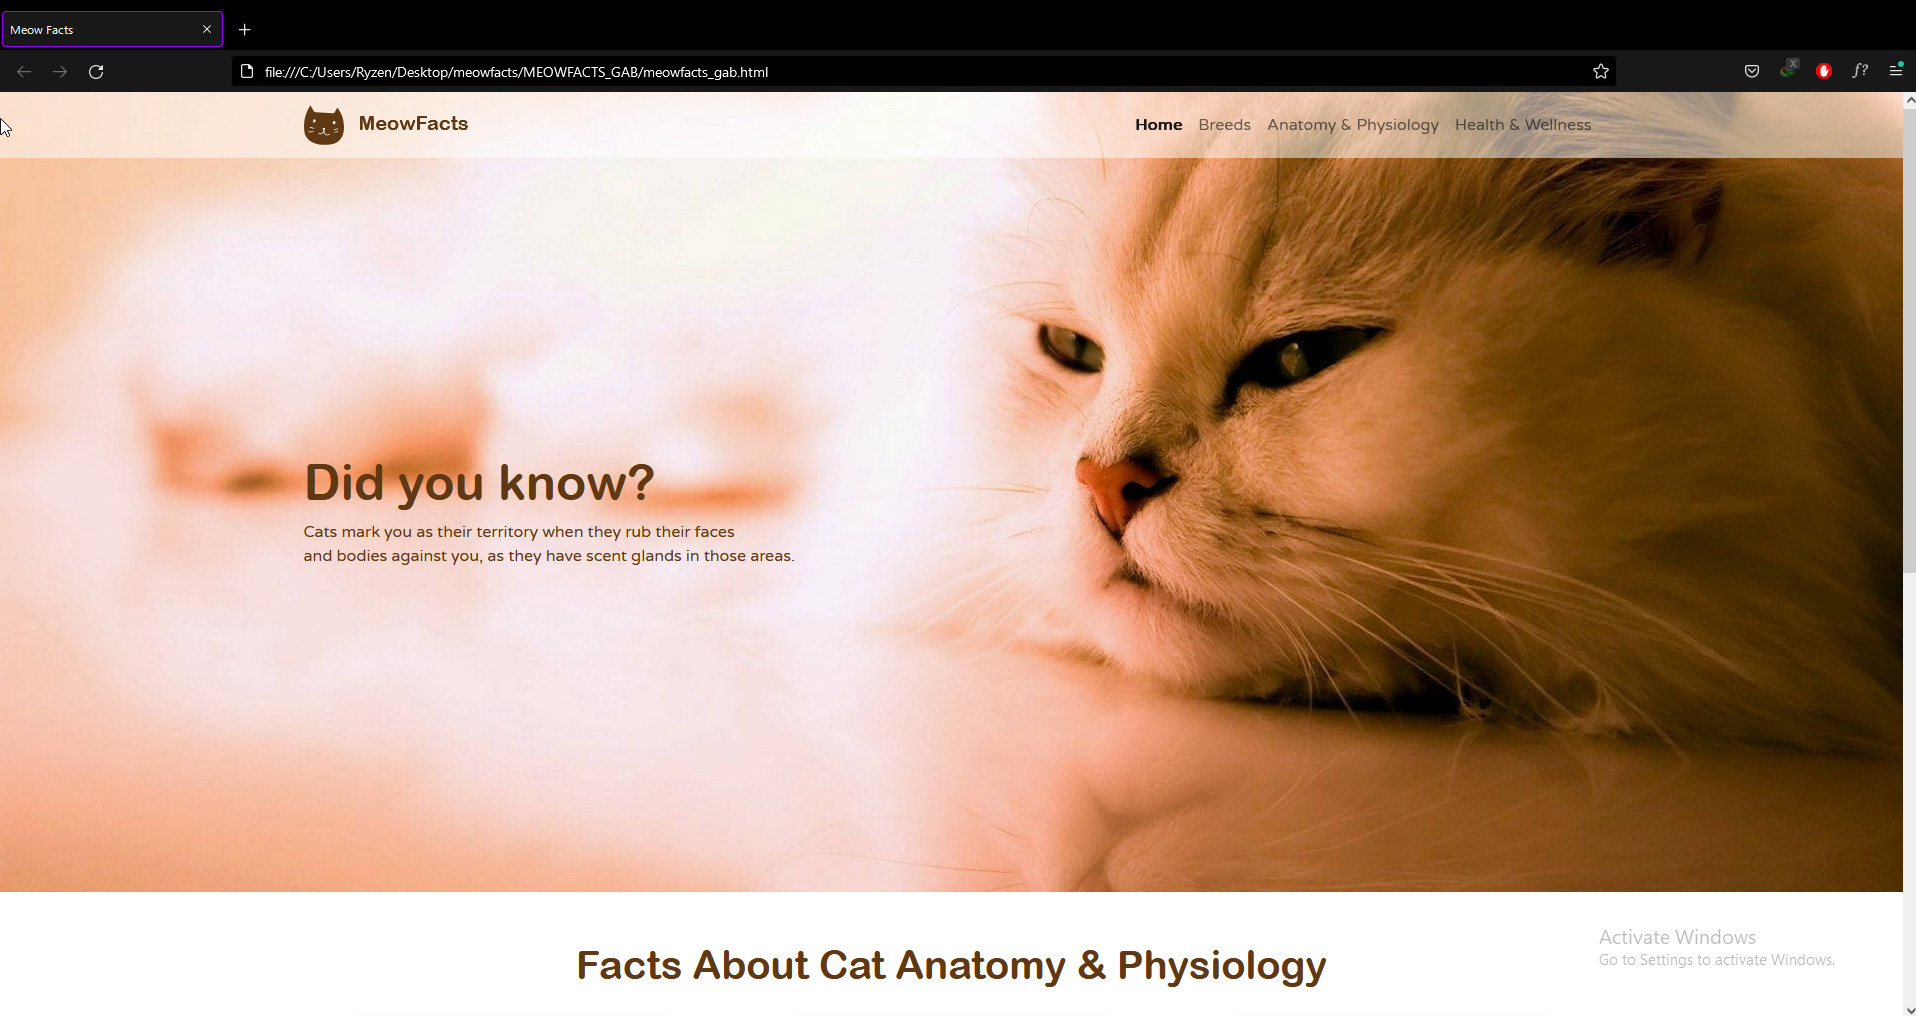 Meow Facts
file:///C:/Users/Ryzen/Desktop/meowfacts/MEOWFACTS_GAB/meowfacts_gab.html
X
f?
MeowFacts
Home Breeds Anatomy & Physiology Health & Wellness
Did you know?
Cats mark you as their territory when they rub their faces
and bodies against you, as they have scent glands in those areas.
Facts About Cat Anatomy & Physiology
Activate Windows
Go to Settings to activate Windows.